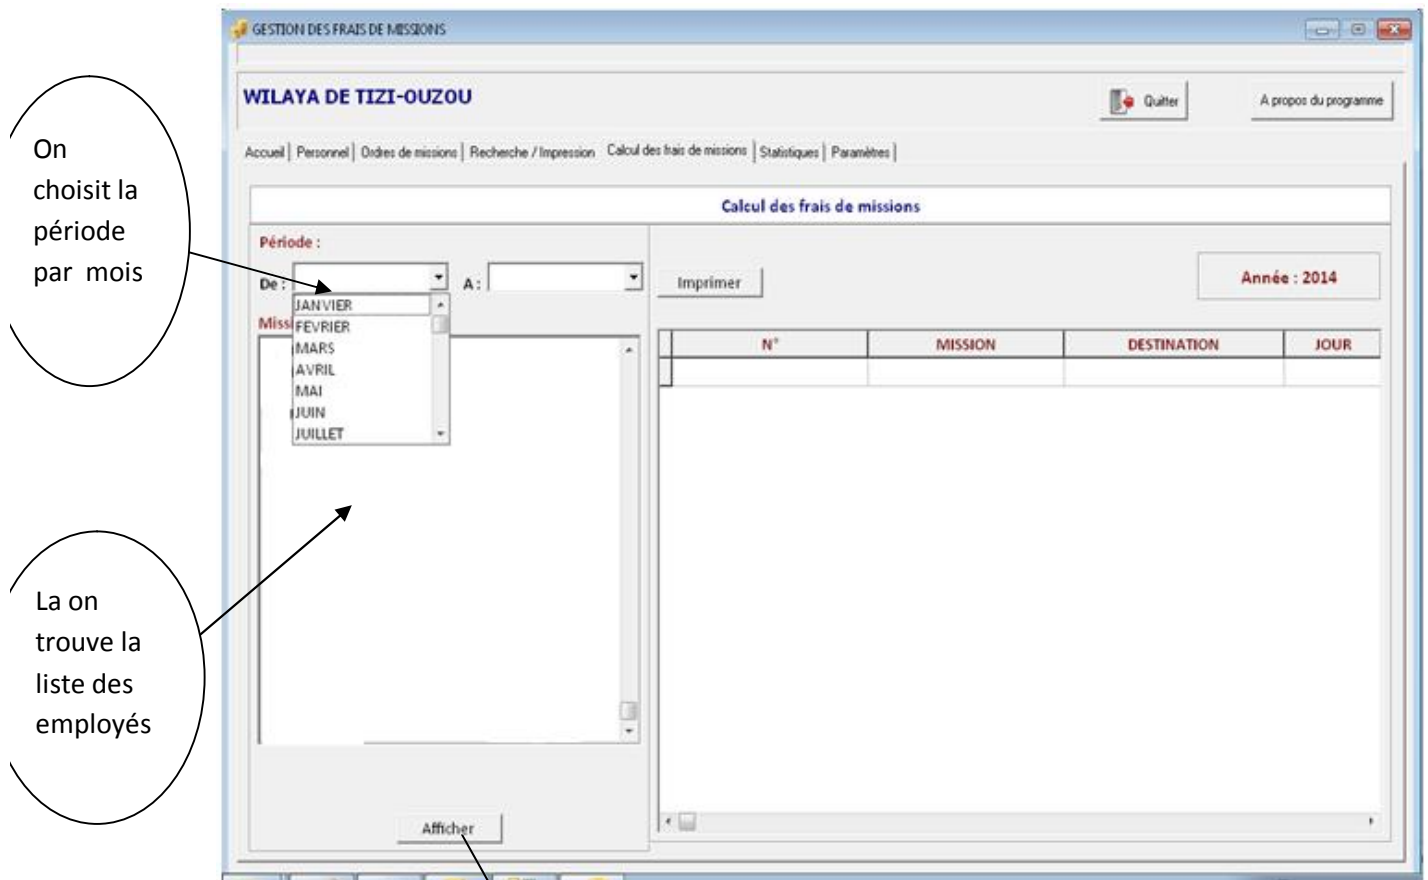 GESTION DES FRAIS DE MISSIONS
WILAYA DE TIZI-OUZOU
Quitter
A propos du programme
Accueil
Personnel
Ordres de missions
Recherche / Impression
Calcul des frais de missions
Statistiques
Paramètres
Calcul des frais de missions
On
choisit la
période
par mois
Période :
De :
A :
JANVIER
FEVRIER
MARS
AVRIL
MAI
JUIN
JUILLET
Missi
Imprimer
Année : 2014
N°
MISSION
DESTINATION
JOUR
La on
trouve la
liste des
employés
Afficher